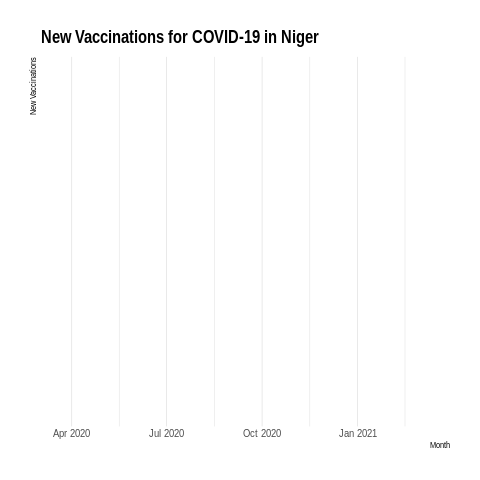 New Vaccinations for COVID-19 in Niger
New Vaccinations
Apr 2020
Jul 2020
Oct 2020
Jan 2021
Month